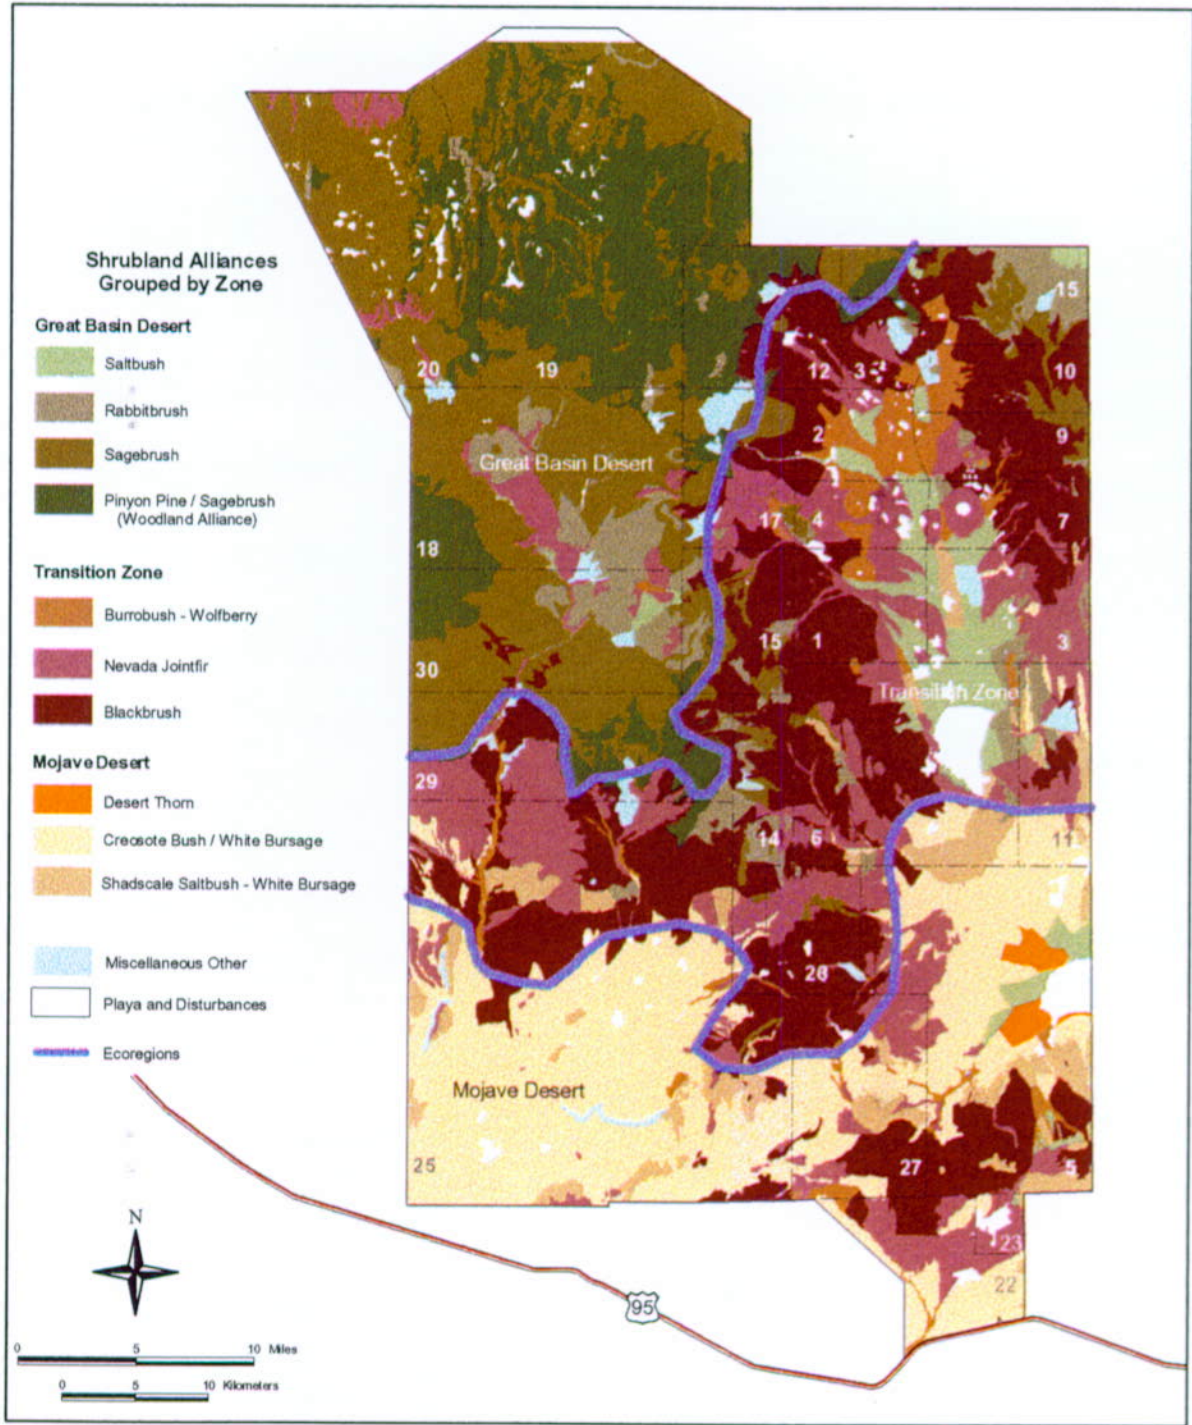 Shrubland Alliances
Grouped by Zone
Great Basin Desert
Saltbush
Rabbitbrush
Sagebrush
Pinyon Pine / Sagebrush
(Woodland Alliance)
Transition Zone
Burrobush - Wolfberry
Nevada Jointfir
Blackbrush
Mojave Desert
Desert Thorn
Creosote Bush / White Bursage
Shadscale Saltbush - White Bursage
Miscellaneous Other
Playa and Disturbances
Ecoregions
15
20
19
12
3
10
2
9
Great Basin Desert
18
17
4
7
30
15
1
3
Transition Zone
29
14
6
11
26
Mojave Desert
25
27
5
23
22
N
95
0 5 10 Miles
0 5 10 Kilometers